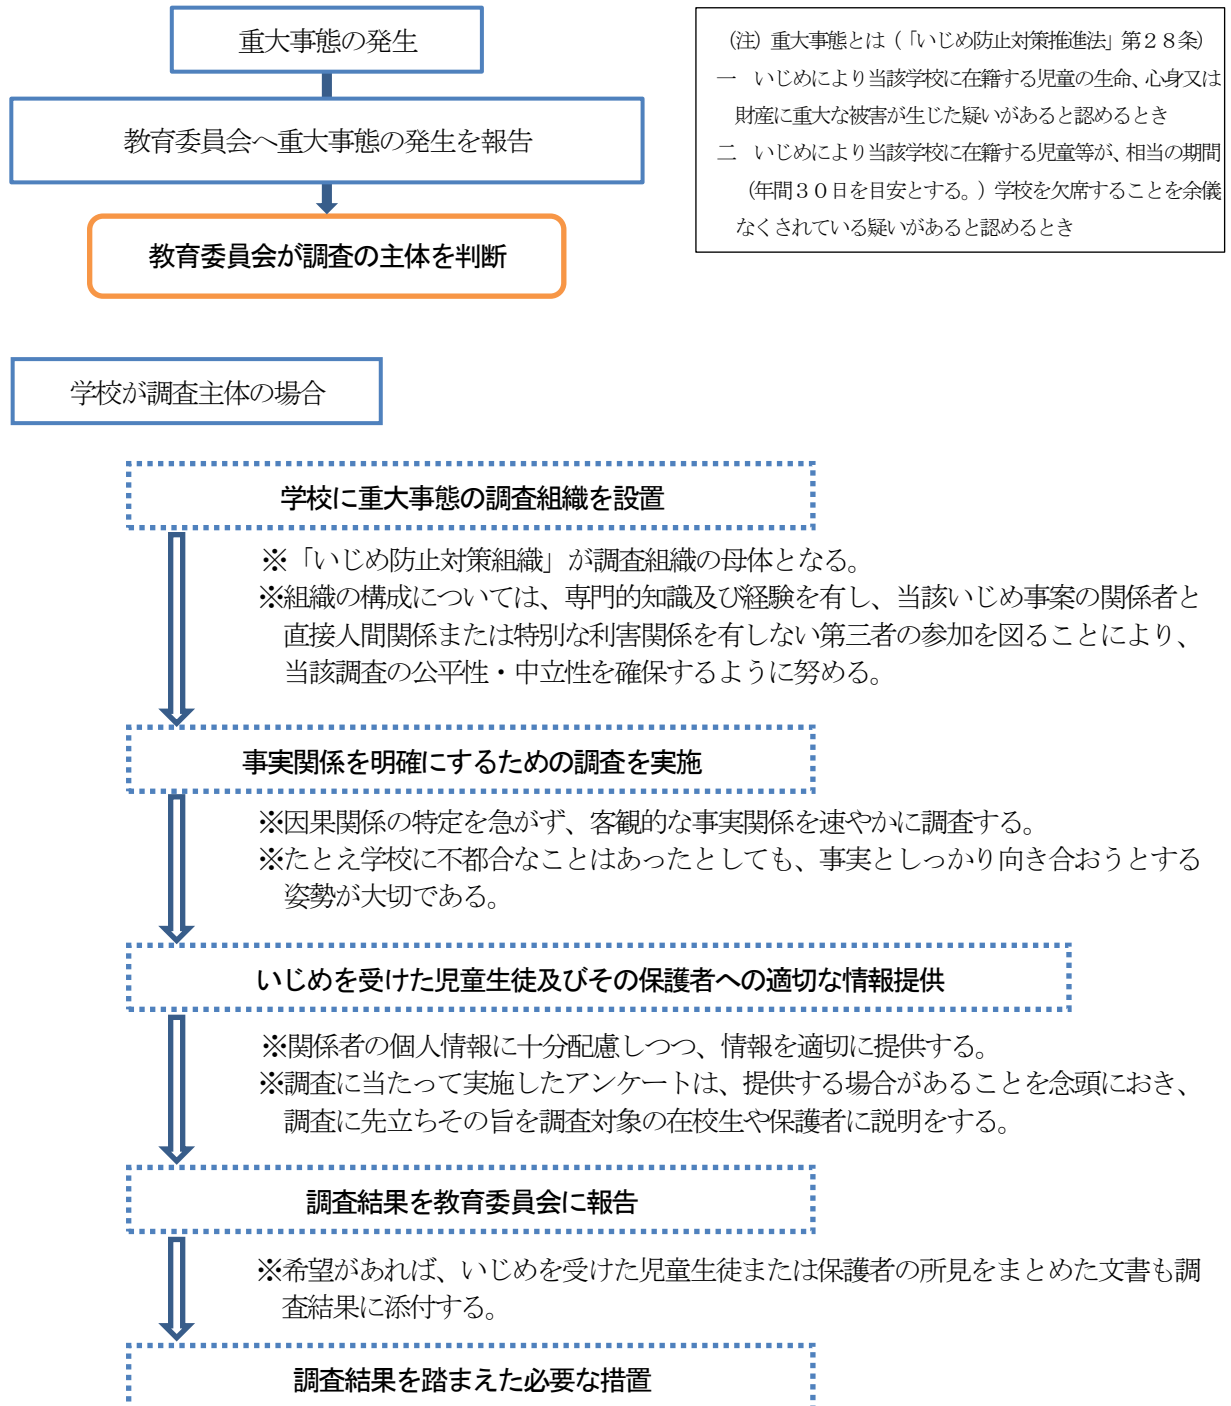 重大事態の発生
教育委員会へ重大事態の発生を報告
教育委員会が調査の主体を判断
（注）重大事態とは（「いじめ防止対策推進法」第２８条）
一　いじめにより当該学校に在籍する児童の生命、心身又は
財産に重大な被害が生じた疑いがあると認めるとき
二　いじめにより当該学校に在籍する児童等が、相当の期間
（年間３０日を目安とする。）学校を欠席することを余儀
なくされている疑いがあると認めるとき
学校が調査主体の場合
学校に重大事態の調査組織を設置
※「いじめ防止対策組織」が調査組織の母体となる。
※組織の構成については、専門的知識及び経験を有し、当該いじめ事案の関係者と
直接人間関係または特別な利害関係を有しない第三者の参加を図ることにより、
当該調査の公平性・中立性を確保するように努める。
事実関係を明確にするための調査を実施
※因果関係の特定を急がず、客観的な事実関係を速やかに調査する。
※たとえ学校に不都合なことはあったとしても、事実としっかり向き合おうとする
姿勢が大切である。
いじめを受けた児童生徒及びその保護者への適切な情報提供
※関係者の個人情報に十分配慮しつつ、情報を適切に提供する。
※調査に当たって実施したアンケートは、提供する場合があることを念頭におき、
調査に先立ちその旨を調査対象の在校生や保護者に説明をする。
調査結果を教育委員会に報告
※希望があれば、いじめを受けた児童生徒または保護者の所見をまとめた文書も調
査結果に添付する。
調査結果を踏まえた必要な措置